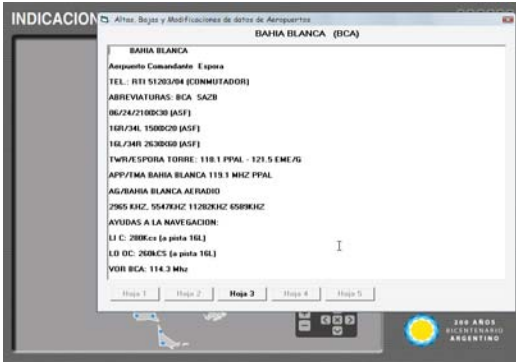 INDICACION
Altas, Bajas y Modificaciones de datos de Aeropuertos
BAHIA BLANCA (BCA)
BAHIA BLANCA
Aerpuerto Comandante Espora
TEL.: RTI 51203/04 (CONMUTADOR)
ABREVIATURAS: BCA SAZB
06/24/2100X30 (ASF)
16R/34L 1500X20 (ASF)
16L/34R 2630X60 (ASF)
TWR/ESPORA TORRE: 118.1 PPAL - 121.5 EME/G
APP/TMA BAHIA BLANCA 119.1 MHZ PPAL
AG/BAHIA BLANCA AERADIO
2965 KHZ, 5547KHZ 11282KHZ 6589KHZ
AYUDAS A LA NAVEGACION:
LI C: 280Kcs (a pista 16L)
LO OC: 260kCS (a pista 16L)
VOR BCA: 114.3 Mhz
Hoja 1 Hoja 2 Hoja 3 Hoja 4 Hoja 5
200 AÑOS
BICENTENARIO
ARGENTINO